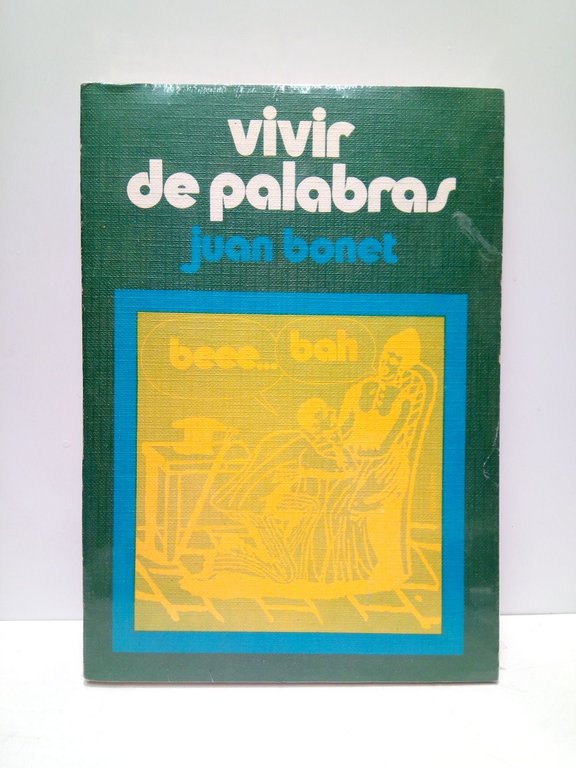 vivir
de palabras
juan bonet
beee... bah